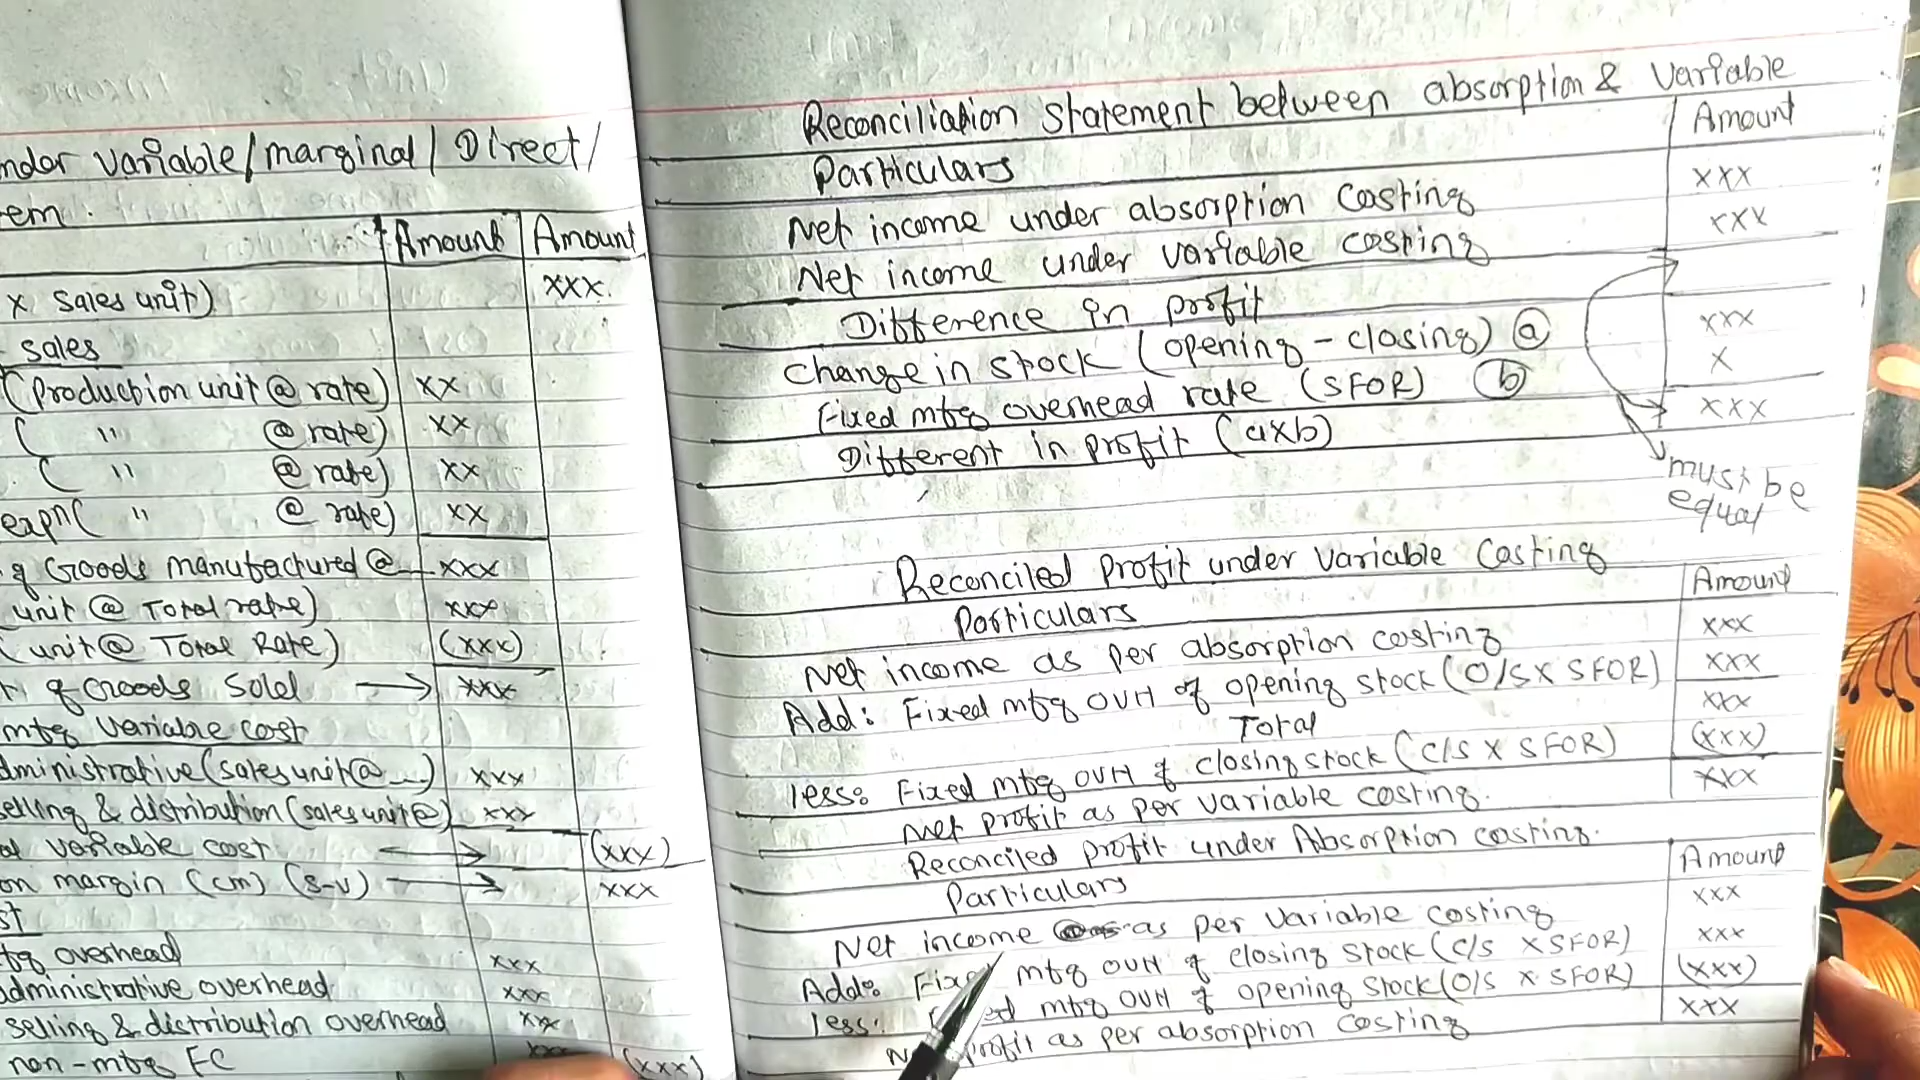 nder variable/marginal/Direct/
em.
Amount Amount
x sales unit) xxx.
sales
(production unit @ rate) xx
( " @ rate) xx
( " @ rate) xx
expn ( " @ rate) xx
of Goods manufactured @ xxx
unit @ Total rate) xxx
(unit @ Total Rate) (xxx)
of Goods Sold → xxx
mfg variable cost
dministrative (sales unit @ __) xxx
selling & distribution (sales unit @) xxx
variable cost → (xxx)
on margin (cm) (s-v) → xxx
st
overhead xxx
administrative overhead xxx
selling & distribution overhead xxx
non-mfg FC xxx (xxx)
Reconciliation statement between absorption & variable
Particulars Amount
Net income under absorption costing xxx
Net income under variable costing xxx
Difference in profit
change in stock (opening - closing) (a) xxx
Fixed mfg overhead rate (SFOR) (b) x
Different in profit (axb) xxx
must be
equal
Reconciled profit under variable costing
Particulars Amount
Net income as per absorption costing xxx
Add: Fixed mfg OVH of opening stock (O/S X SFOR) xxx
Total xxx
less: Fixed mfg OVH of closing stock (C/S X SFOR) (xxx)
Net profit as per variable costing. xxx
Reconciled profit under Absorption costing.
Particulars Amount
Net income as per variable costing xxx
Add: mfg OVH of closing stock (C/S X SFOR) xxx
less: mfg OVH of opening stock (O/S X SFOR) (xxx)
profit as per absorption costing xxx